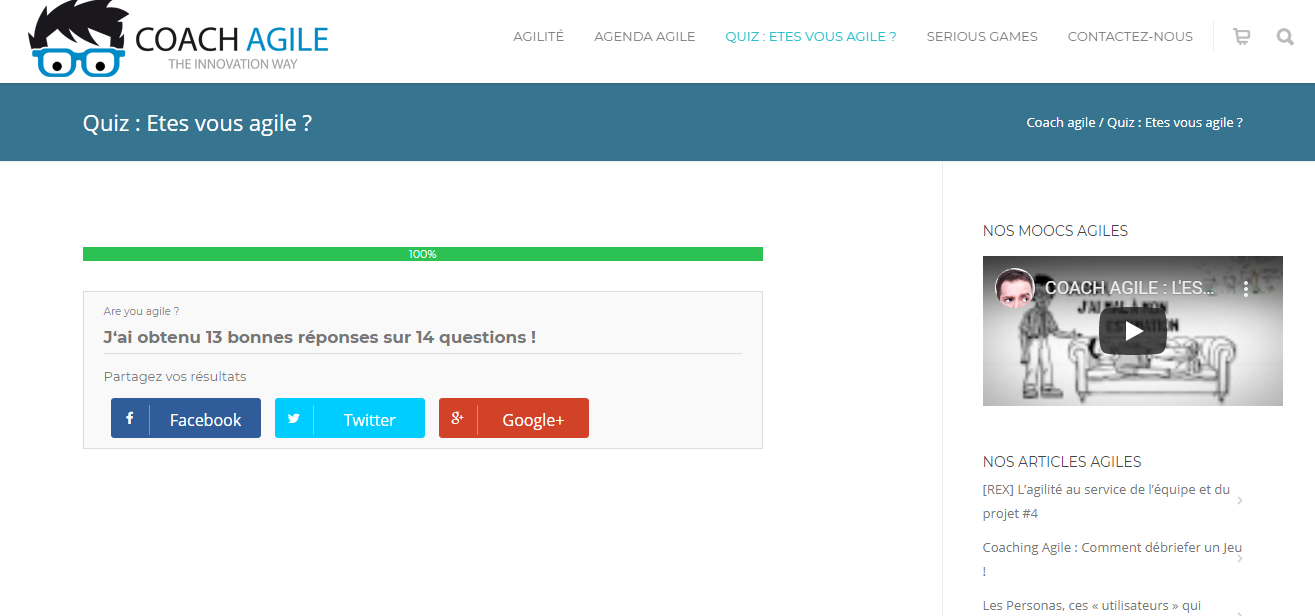 COACH AGILE
THE INNOVATION WAY
AGILITÉ
AGENDA AGILE
QUIZ : ETES VOUS AGILE ?
SERIOUS GAMES
CONTACTEZ-NOUS
Quiz : Etes vous agile ?
Coach agile / Quiz : Etes vous agile ?
100%
Are you agile ?
J‘ai obtenu 13 bonnes réponses sur 14 questions !
Partagez vos résultats
Facebook
Twitter
Google+
NOS MOOCS AGILES
COACH AGILE : L'ES...
J'AI MAL A MON
NOS ARTICLES AGILES
[REX] L’agilité au service de l’équipe et du
projet #4
Coaching Agile : Comment débriefer un Jeu
!
Les Personas, ces « utilisateurs » qui